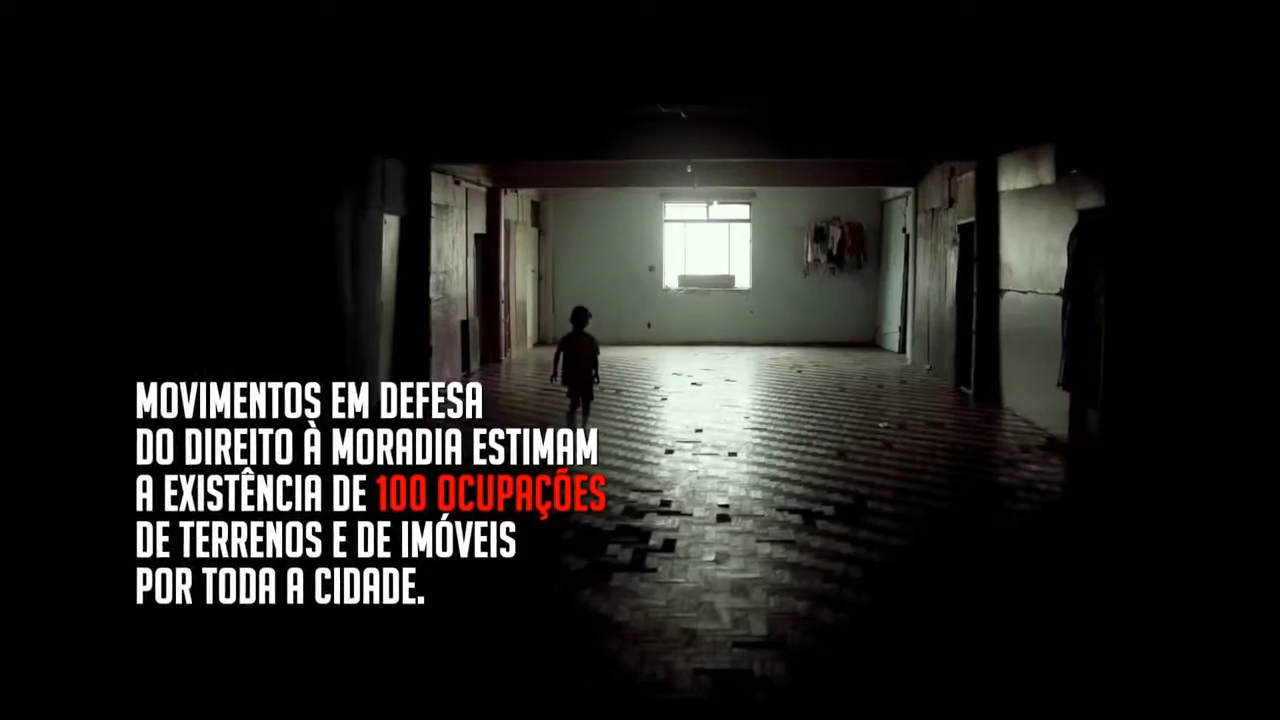 MOVIMENTOS EM DEFESA
DO DIREITO À MORADIA ESTIMAM
A EXISTÊNCIA DE 100 OCUPAÇÕES
DE TERRENOS E DE IMÓVEIS
POR TODA A CIDADE.